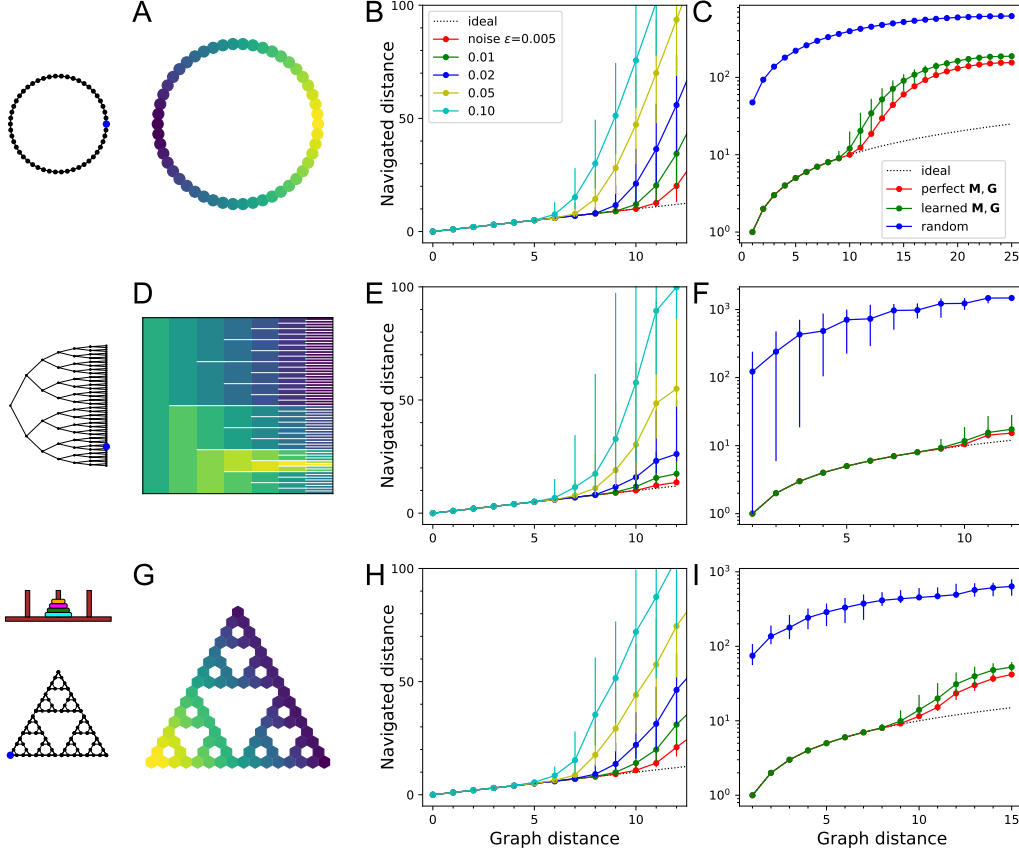 A
B
100
50
0
0
5
10
Navigated distance
ideal
noise ε=0.005
0.01
0.02
0.05
0.10
C
10²
10¹
10⁰
5
10
15
20
25
ideal
perfect M, G
learned M, G
random
D
E
100
50
0
0
5
10
Navigated distance
F
10³
10²
10¹
10⁰
5
10
G
H
100
50
0
0
5
10
Navigated distance
Graph distance
I
10³
10²
10¹
10⁰
5
10
15
Graph distance